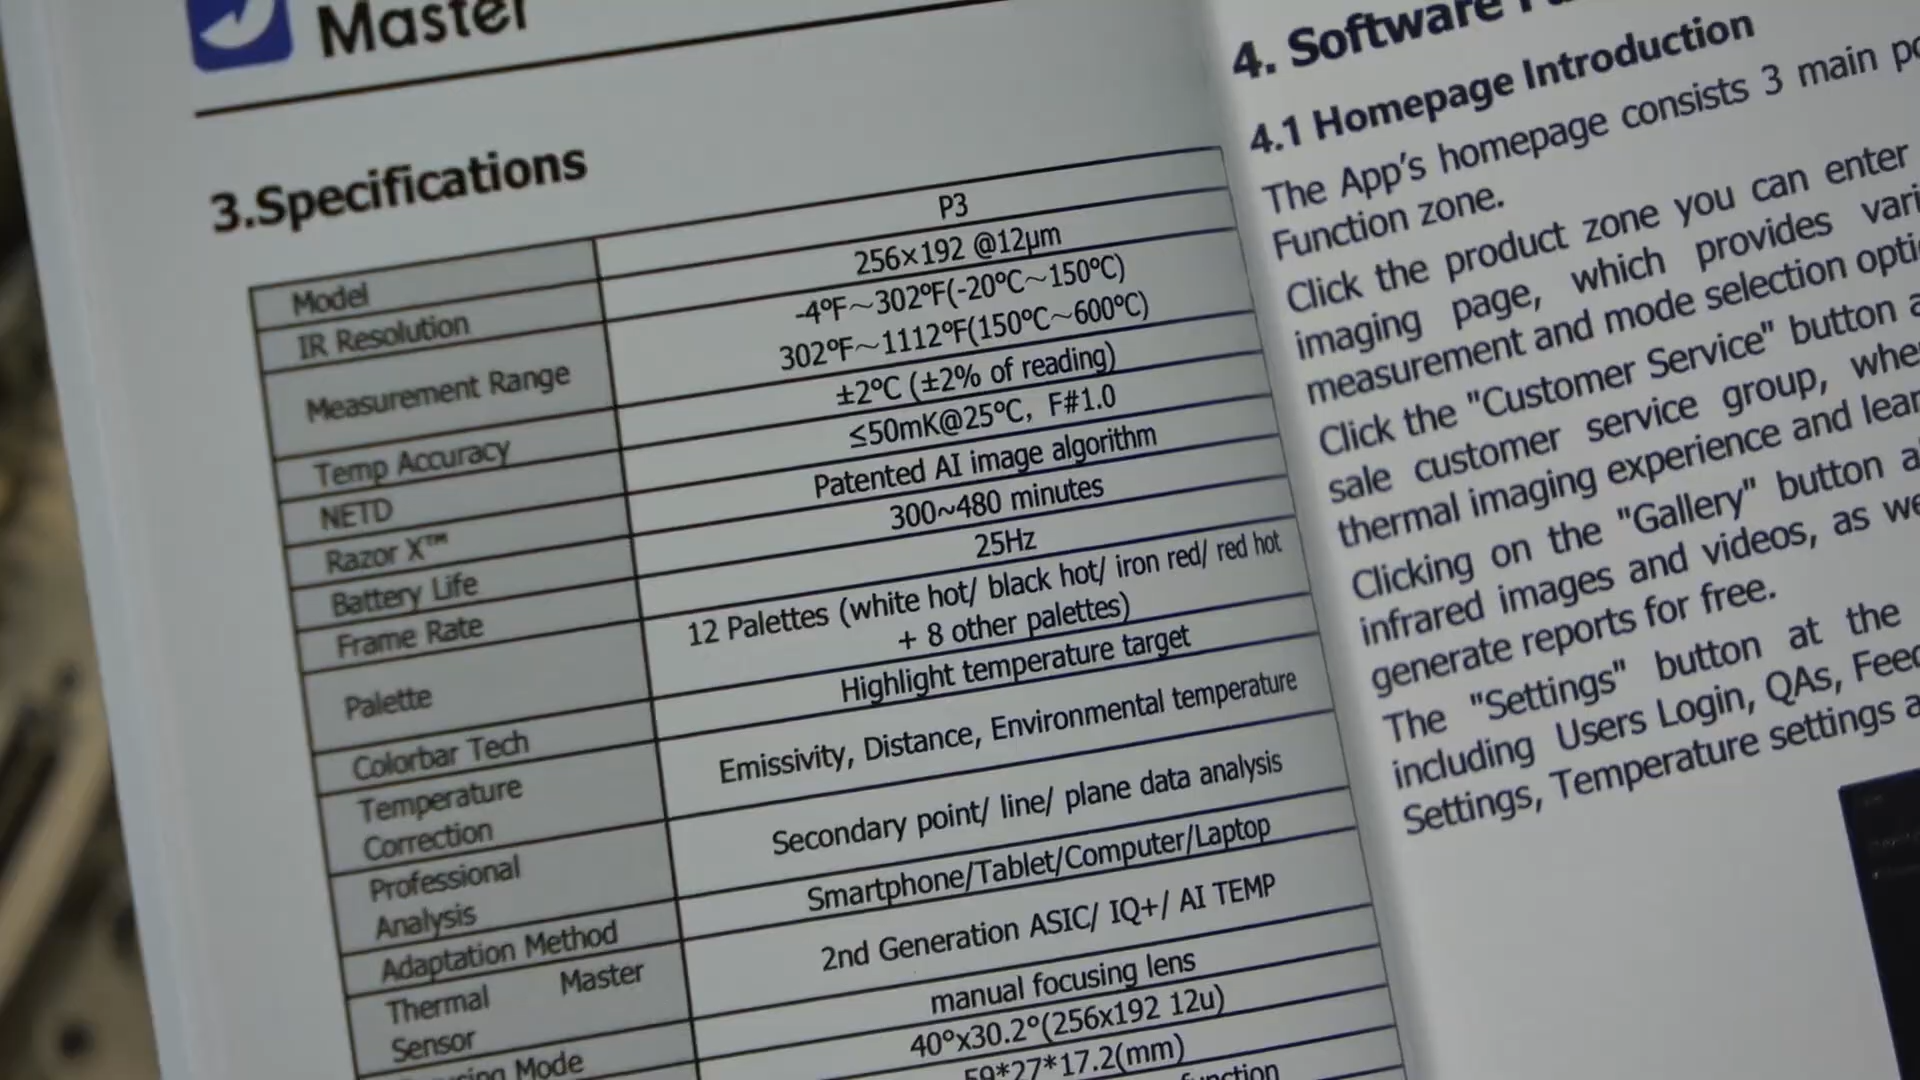 Master
3.Specifications
Model P3
IR Resolution 256×192 @12μm
Measurement Range -4℉~302℉(-20℃~150℃)
302℉~1112℉(150℃~600℃)
Temp Accuracy ±2℃ (±2% of reading)
NETD ≤50mK@25℃, F#1.0
Razor X™ Patented AI image algorithm
Battery Life 300~480 minutes
Frame Rate 25Hz
Palette 12 Palettes (white hot/ black hot/ iron red/ red hot
+ 8 other palettes)
Colorbar Tech Highlight temperature target
Temperature
Correction Emissivity, Distance, Environmental temperature
Professional
Analysis Secondary point/ line/ plane data analysis
Adaptation Method Smartphone/Tablet/Computer/Laptop
Thermal Master
Sensor 2nd Generation ASIC/ IQ+/ AI TEMP
Mode manual focusing lens
40°x30.2°(256x192 12u)
59*27*17.2(mm)
4. Software
4.1 Homepage Introduction
The App's homepage consists 3 main
Function zone.
Click the product zone you can enter
imaging page, which provides
measurement and mode selection
Click the "Customer Service" button
sale customer service group,
thermal imaging experience and
Clicking on the "Gallery" button
infrared images and videos, as
generate reports for free.
The "Settings" button at the
including Users Login, QAs,
Settings, Temperature settings